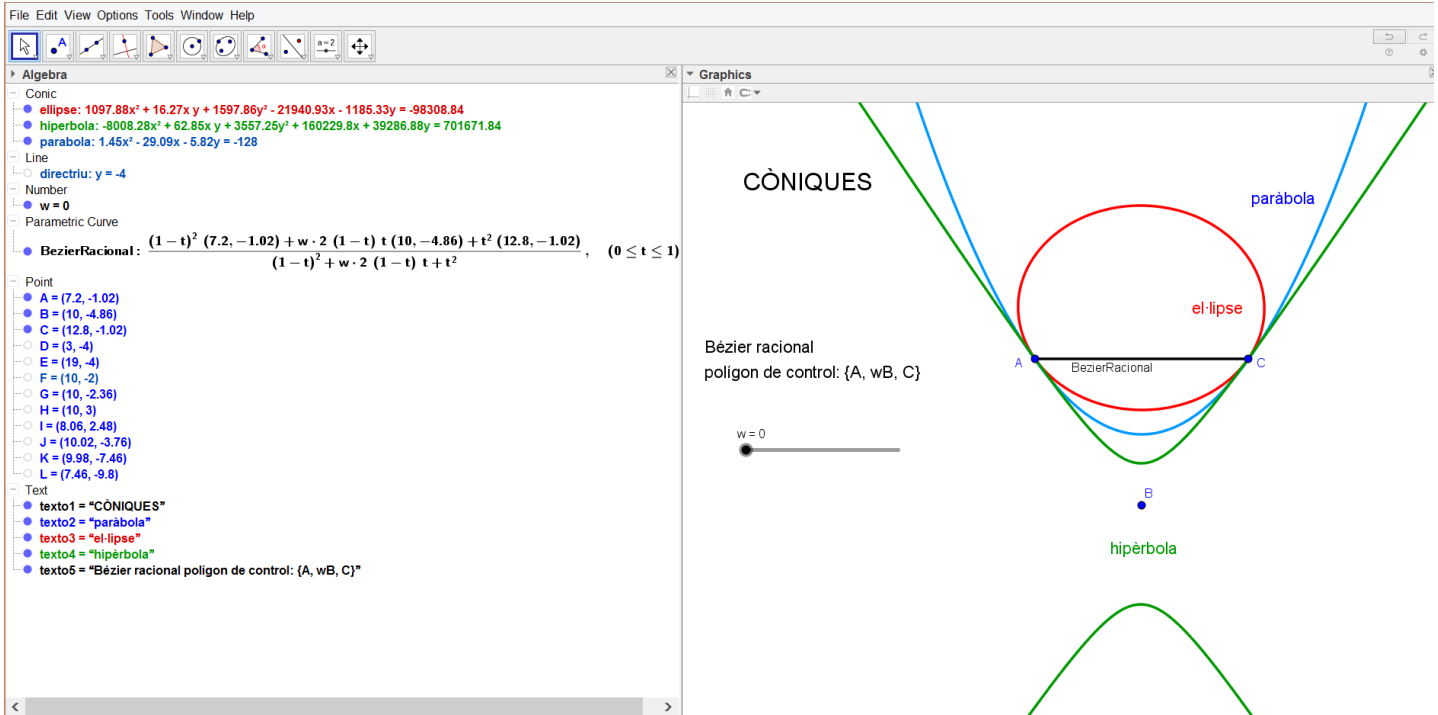 File Edit View Options Tools Window Help
A
a=2
Algebra
Conic
ellipse: 1097.88x² + 16.27x y + 1597.86y² - 21940.93x - 1185.33y = -98308.84
hiperbola: -8008.28x² + 62.85x y + 3557.25y² + 160229.8x + 39286.88y = 701671.84
parabola: 1.45x² - 29.09x - 5.82y = -128
Line
directriu: y = -4
Number
w = 0
Parametric Curve
BezierRacional: ((1 − t)² (7.2, −1.02) + w · 2 (1 − t) t (10, −4.86) + t² (12.8, −1.02)) / ((1 − t)² + w · 2 (1 − t) t + t²), (0 ≤ t ≤ 1)
Point
A = (7.2, -1.02)
B = (10, -4.86)
C = (12.8, -1.02)
D = (3, -4)
E = (19, -4)
F = (10, -2)
G = (10, -2.36)
H = (10, 3)
I = (8.06, 2.48)
J = (10.02, -3.76)
K = (9.98, -7.46)
L = (7.46, -9.8)
Text
texto1 = “CÒNIQUES”
texto2 = “paràbola”
texto3 = “el·lipse”
texto4 = “hipèrbola”
texto5 = “Bézier racional polígon de control: {A, wB, C}”
Graphics
CÒNIQUES
paràbola
el·lipse
Bézier racional
polígon de control: {A, wB, C}
A
BezierRacional
C
w = 0
B
hipèrbola